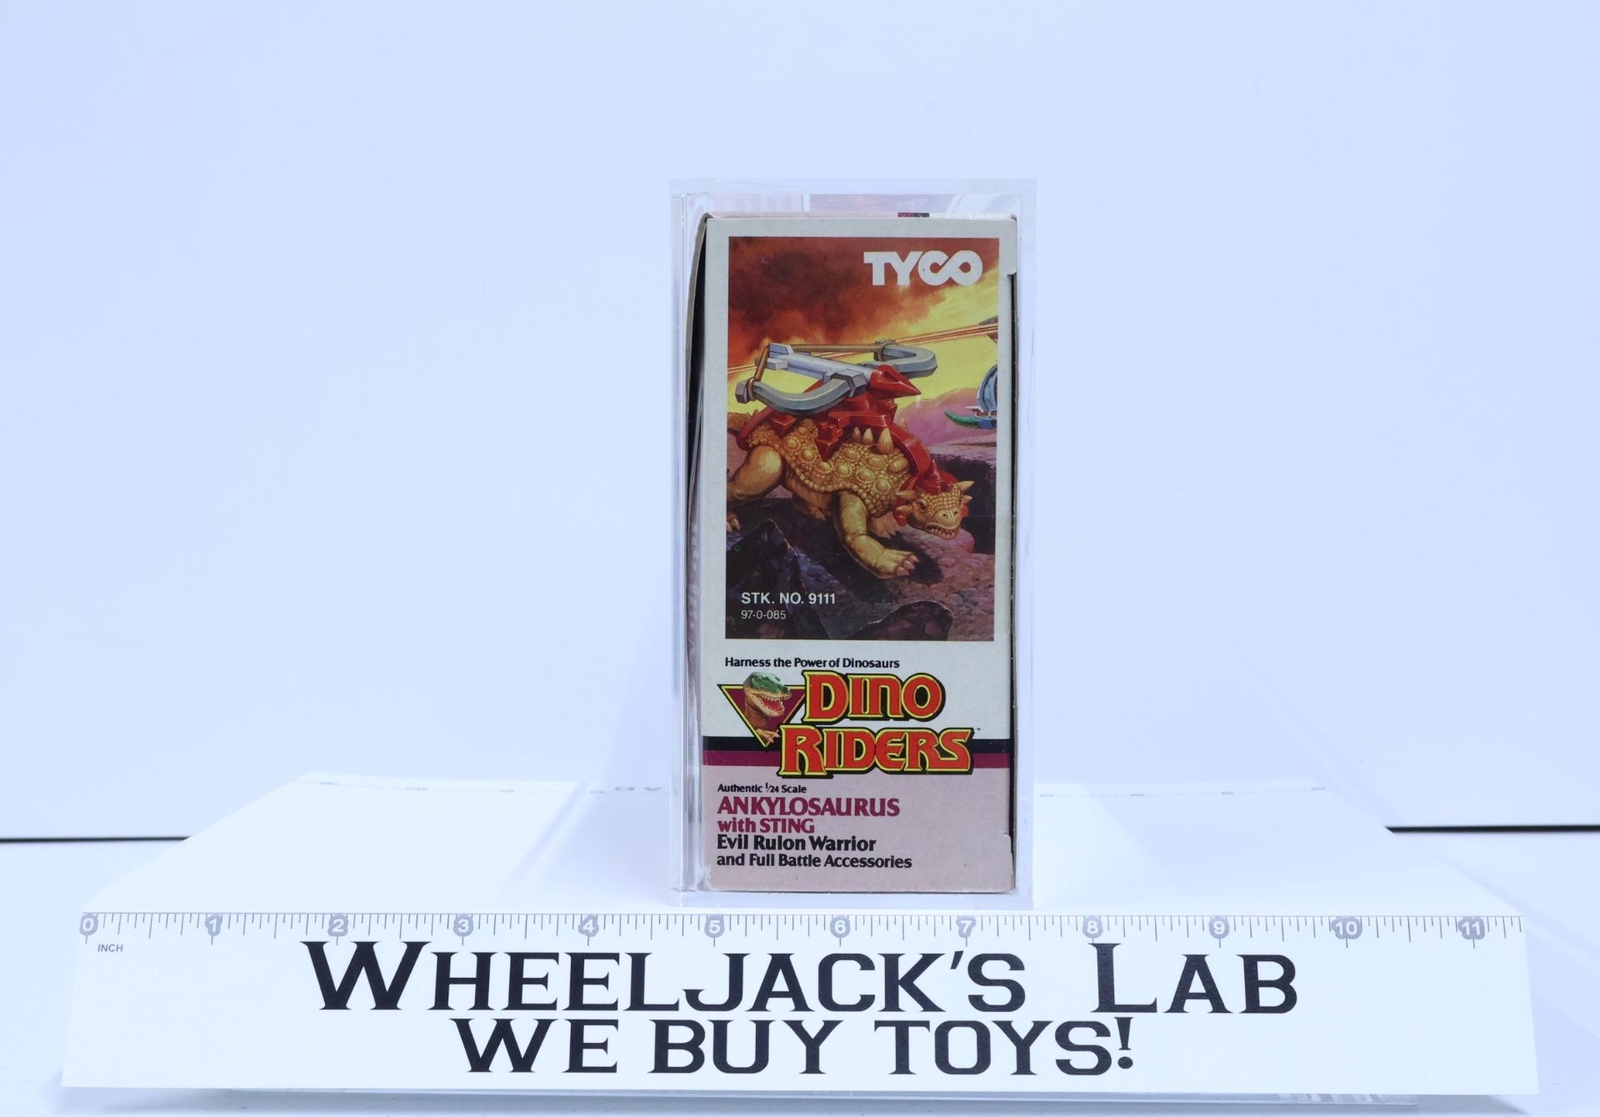 TYCO
STK. NO. 9111
97-0-085
Harness the Power of Dinosaurs
DINO
RIDERS
Authentic 1/24 Scale
ANKYLOSAURUS
with STING
Evil Rulon Warrior
and Full Battle Accessories
0 1 2 3 4 5 6 7 8 9 10 11
INCH
WHEELJACK'S LAB
WE BUY TOYS!